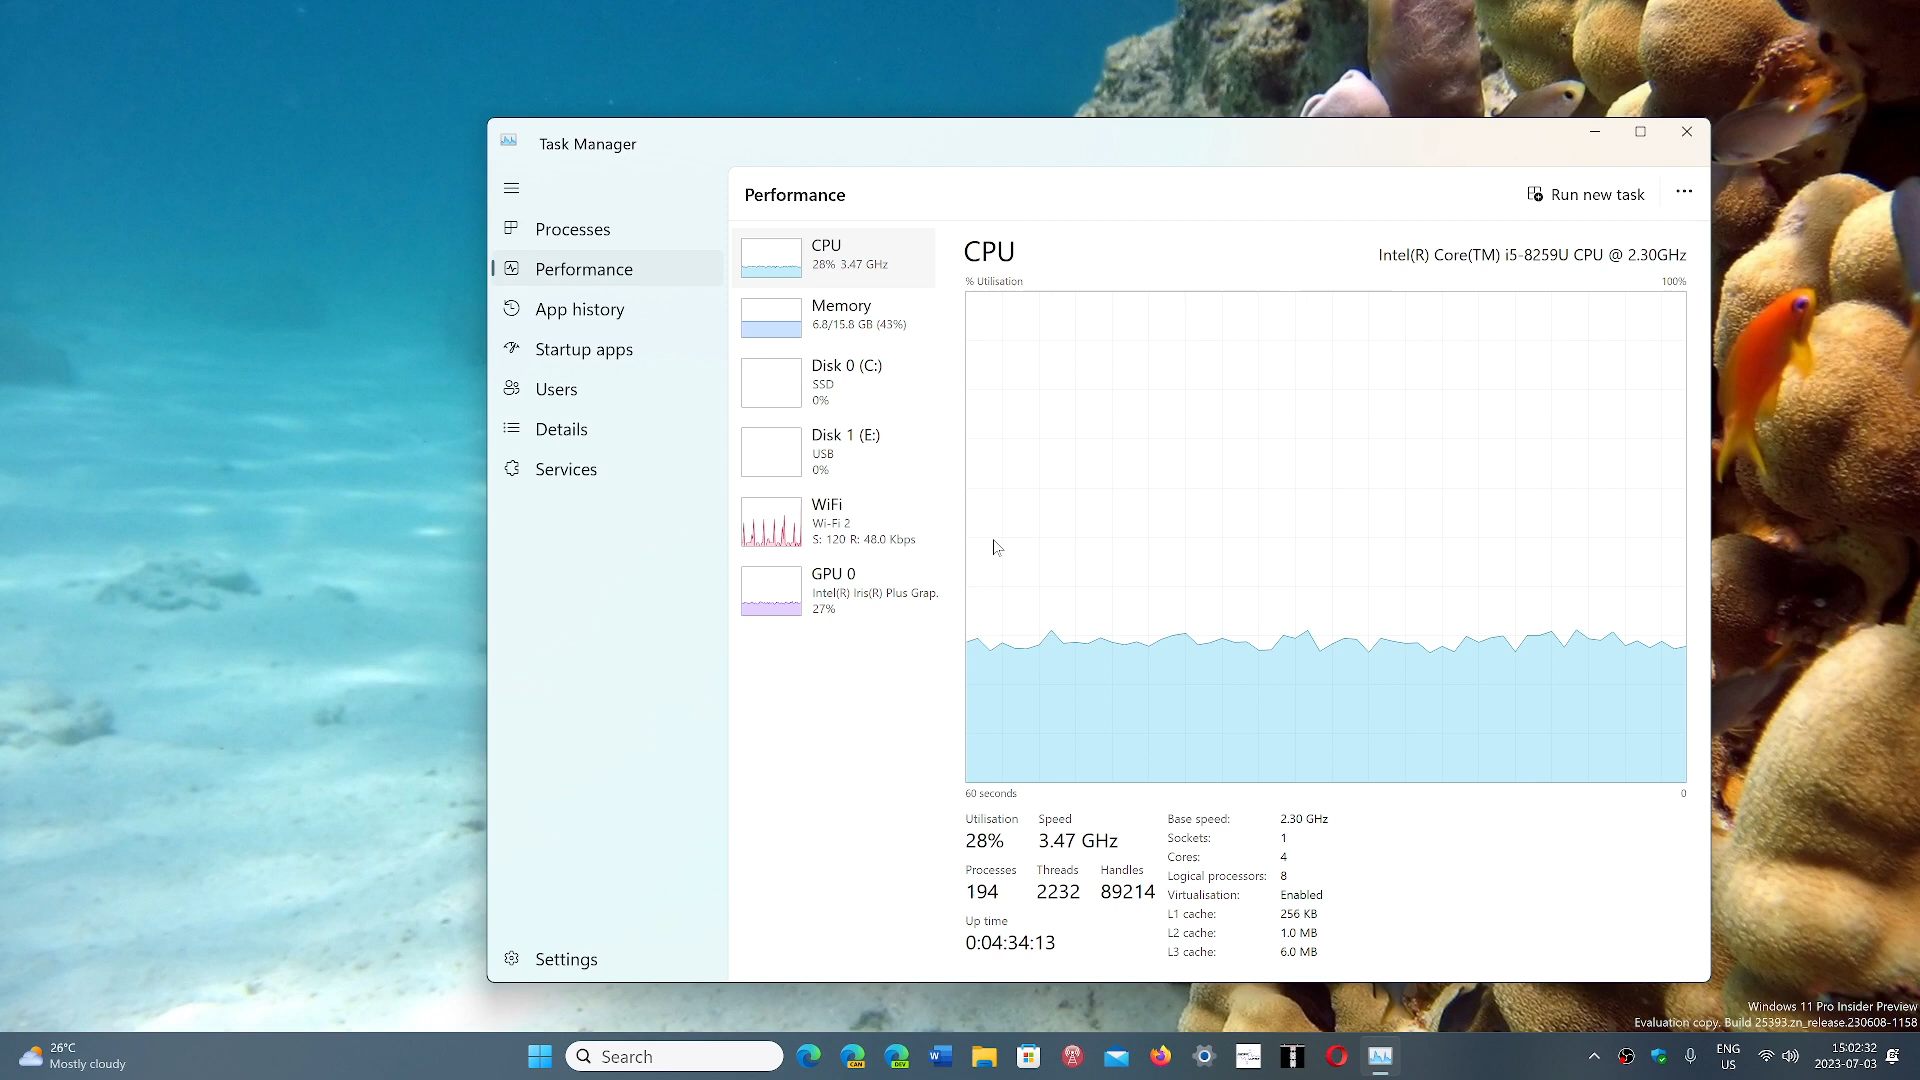 Task Manager
Performance
Run new task
Processes
Performance
App history
Startup apps
Users
Details
Services
Settings
CPU
28% 3.47 GHz
Memory
6.8/15.8 GB (43%)
Disk 0 (C:)
SSD
0%
Disk 1 (E:)
USB
0%
WiFi
Wi-Fi 2
S: 120 R: 48.0 Kbps
GPU 0
Intel(R) Iris(R) Plus Grap.
27%
CPU
Intel(R) Core(TM) i5-8259U CPU @ 2.30GHz
% Utilisation
100%
60 seconds
0
Utilisation
28%
Speed
3.47 GHz
Processes
194
Threads
2232
Handles
89214
Up time
0:04:34:13
Base speed: 2.30 GHz
Sockets: 1
Cores: 4
Logical processors: 8
Virtualisation: Enabled
L1 cache: 256 KB
L2 cache: 1.0 MB
L3 cache: 6.0 MB
Windows 11 Pro Insider Preview
Evaluation copy. Build 25393.zn_release.230608-1158
26°C
Mostly cloudy
Search
CAN
DEV
W
ENG
US
15:02:32
2023-07-03